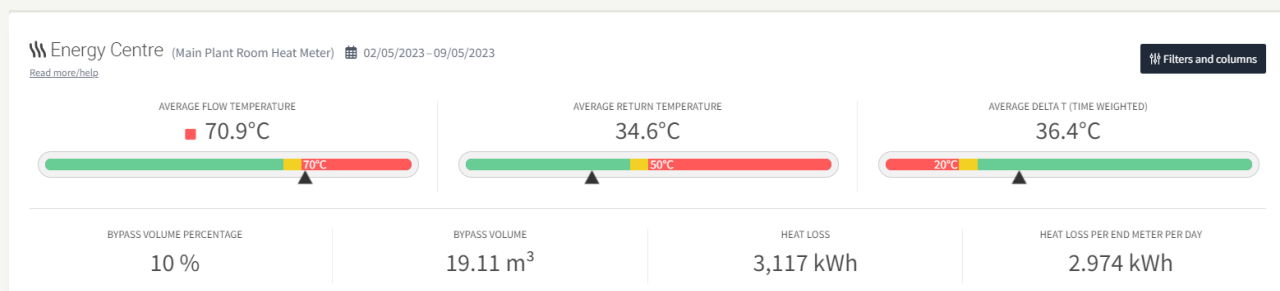 Energy Centre (Main Plant Room Heat Meter) 02/05/2023 – 09/05/2023
Filters and columns
Read more/help
AVERAGE FLOW TEMPERATURE
70.9°C
70°C
AVERAGE RETURN TEMPERATURE
34.6°C
50°C
AVERAGE DELTA T (TIME WEIGHTED)
36.4°C
20°C
BYPASS VOLUME PERCENTAGE
10 %
BYPASS VOLUME
19.11 m³
HEAT LOSS
3,117 kWh
HEAT LOSS PER END METER PER DAY
2.974 kWh